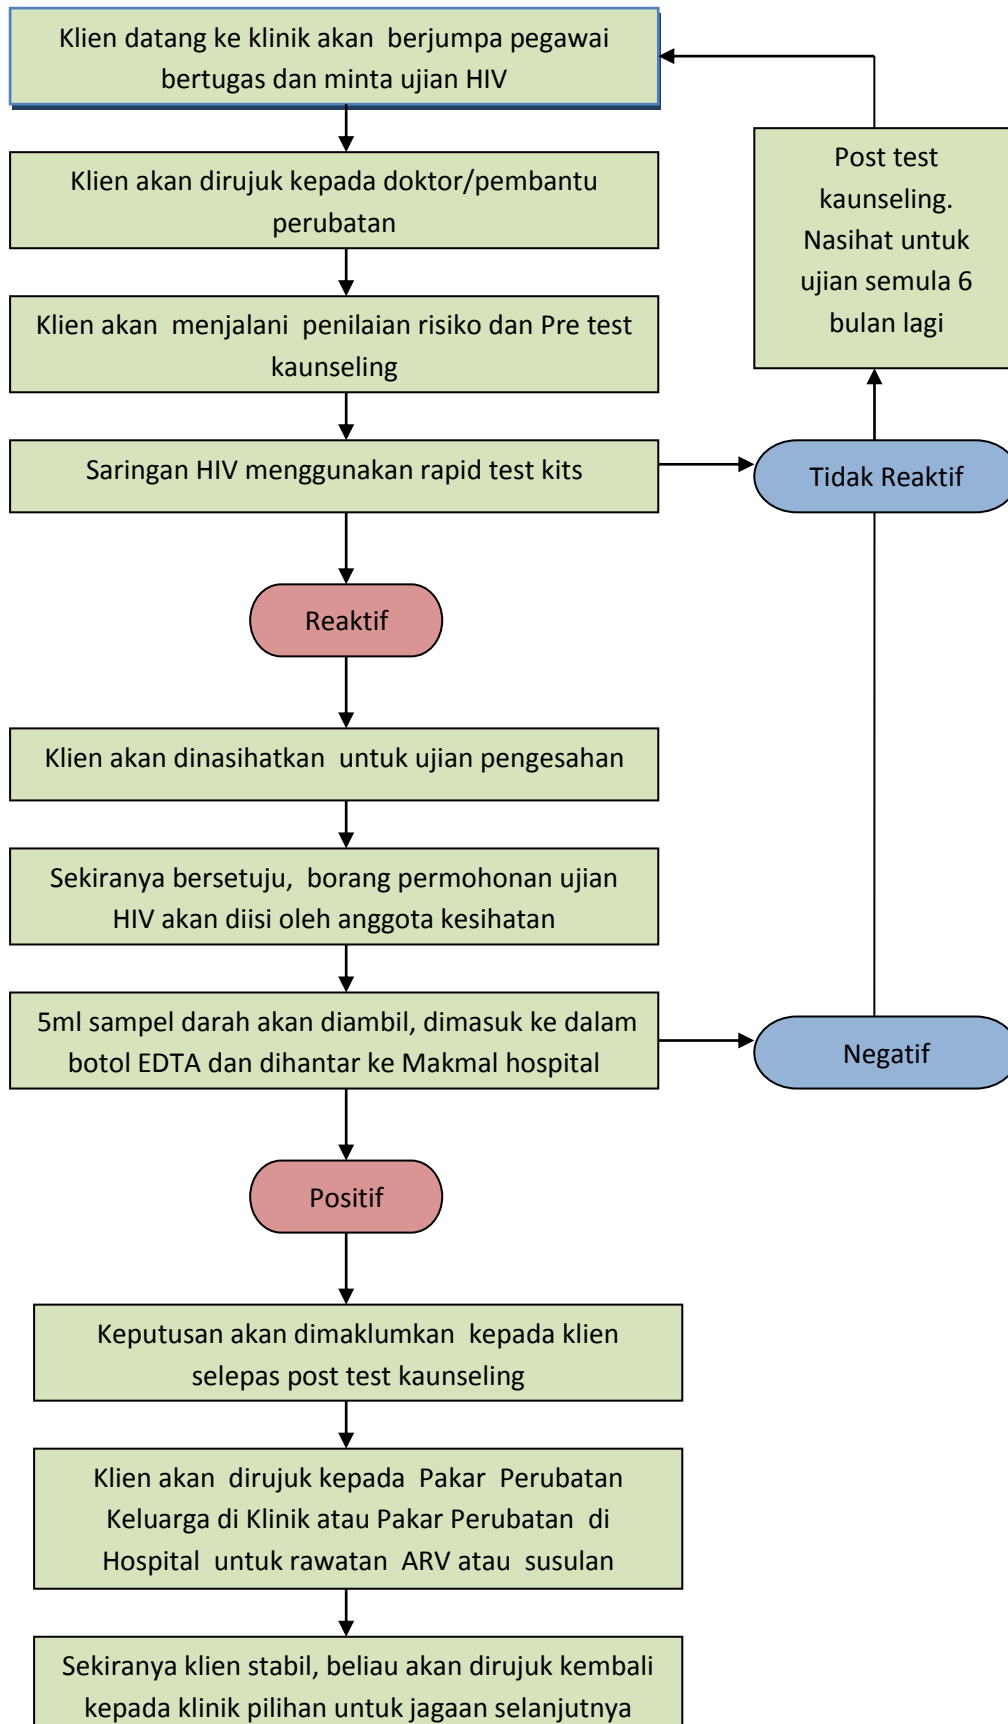 Klien datang ke klinik akan berjumpa pegawai
bertugas dan minta ujian HIV
Klien akan dirujuk kepada doktor/pembantu
perubatan
Klien akan menjalani penilaian risiko dan Pre test
kaunseling
Saringan HIV menggunakan rapid test kits
Tidak Reaktif
Post test
kaunseling.
Nasihat untuk
ujian semula 6
bulan lagi
Reaktif
Klien akan dinasihatkan untuk ujian pengesahan
Sekiranya bersetuju, borang permohonan ujian
HIV akan diisi oleh anggota kesihatan
5ml sampel darah akan diambil, dimasuk ke dalam
botol EDTA dan dihantar ke Makmal hospital
Negatif
Positif
Keputusan akan dimaklumkan kepada klien
selepas post test kaunseling
Klien akan dirujuk kepada Pakar Perubatan
Keluarga di Klinik atau Pakar Perubatan di
Hospital untuk rawatan ARV atau susulan
Sekiranya klien stabil, beliau akan dirujuk kembali
kepada klinik pilihan untuk jagaan selanjutnya